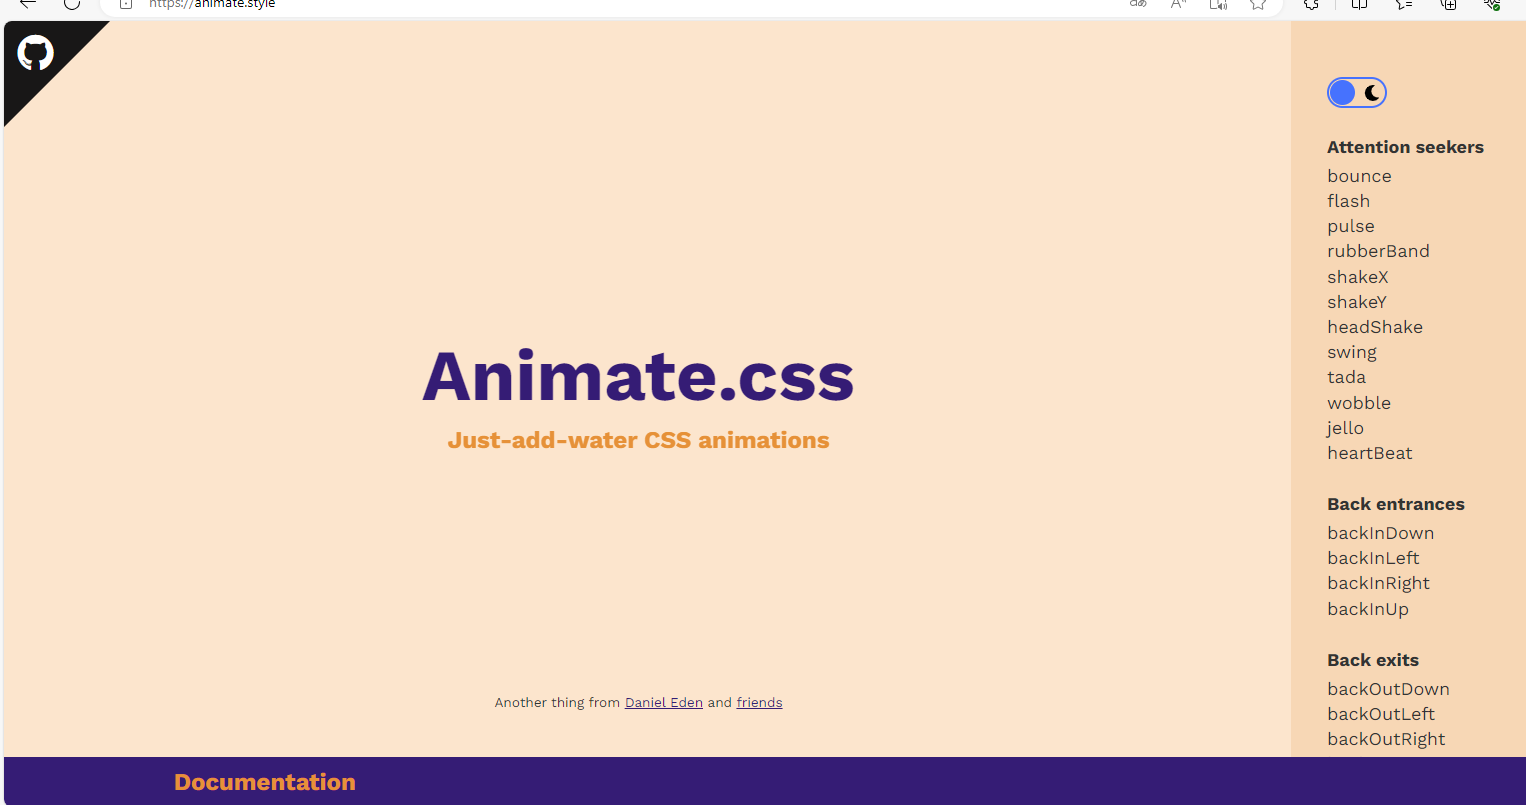 https://animate.style
Animate.css
Just-add-water CSS animations
Another thing from Daniel Eden and friends
Attention seekers
bounce
flash
pulse
rubberBand
shakeX
shakeY
headShake
swing
tada
wobble
jello
heartBeat
Back entrances
backInDown
backInLeft
backInRight
backInUp
Back exits
backOutDown
backOutLeft
backOutRight
Documentation